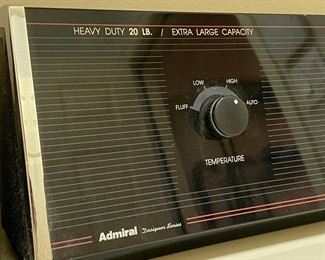 HEAVY DUTY 20 LB. / EXTRA LARGE CAPACITY
LOW HIGH
FLUFF AUTO
TEMPERATURE
Admiral Designer Series